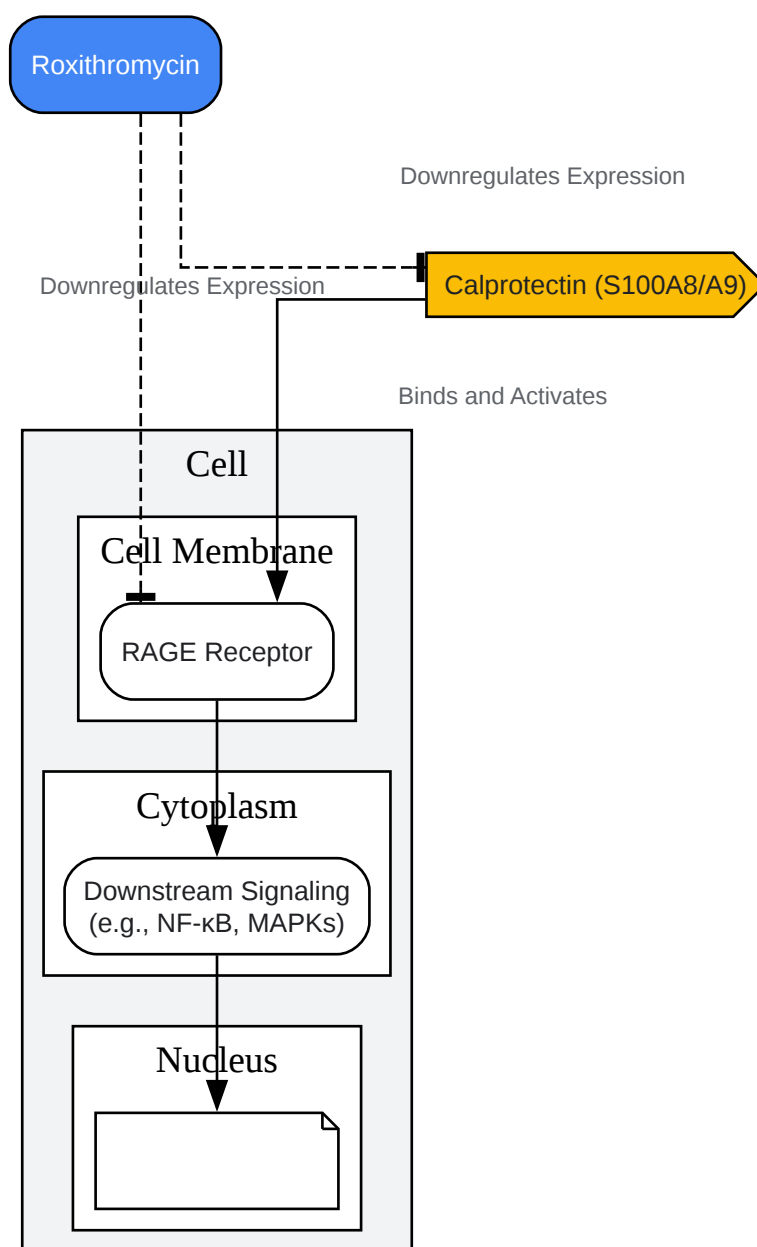 Roxithromycin
Downregulates Expression
Calprotectin (S100A8/A9)
Downregulates Expression
Binds and Activates
Cell
Cell Membrane
RAGE Receptor
Cytoplasm
Downstream Signaling
(e.g., NF-κB, MAPKs)
Nucleus